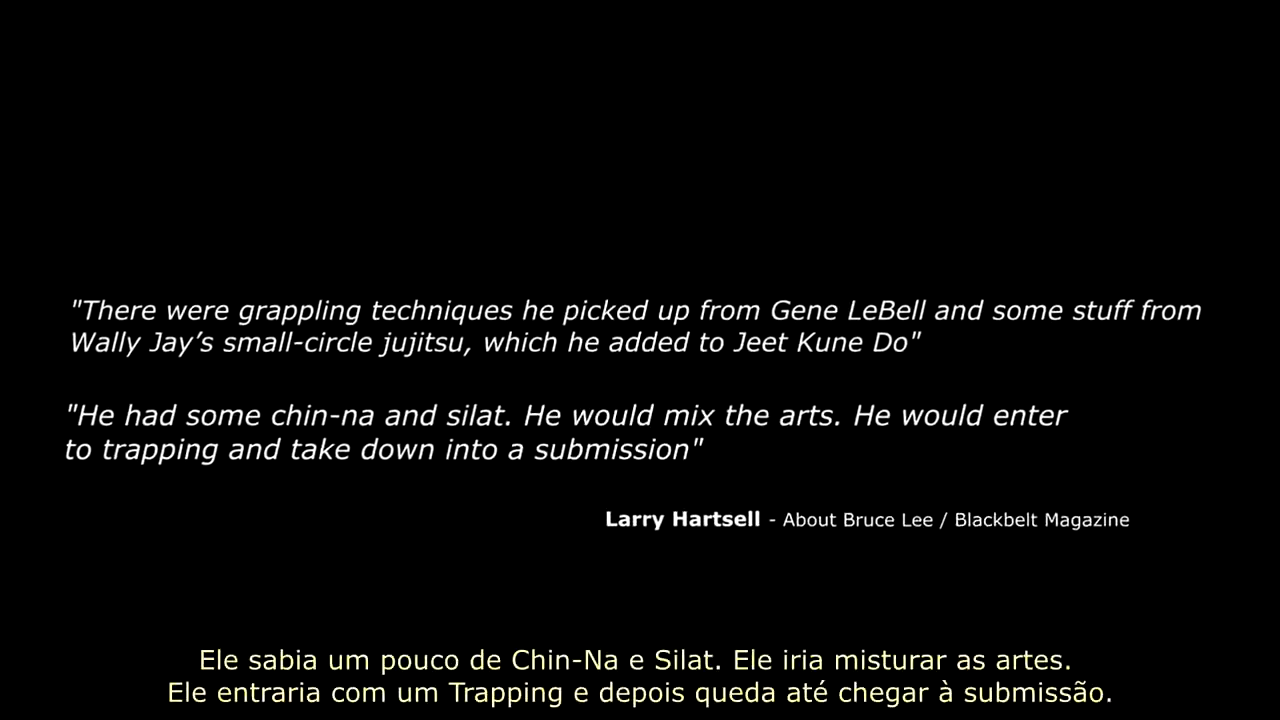 "There were grappling techniques he picked up from Gene LeBell and some stuff from
Wally Jay’s small-circle jujitsu, which he added to Jeet Kune Do"
"He had some chin-na and silat. He would mix the arts. He would enter
to trapping and take down into a submission"
Larry Hartsell - About Bruce Lee / Blackbelt Magazine
Ele sabia um pouco de Chin-Na e Silat. Ele iria misturar as artes.
Ele entraria com um Trapping e depois queda até chegar à submissão.